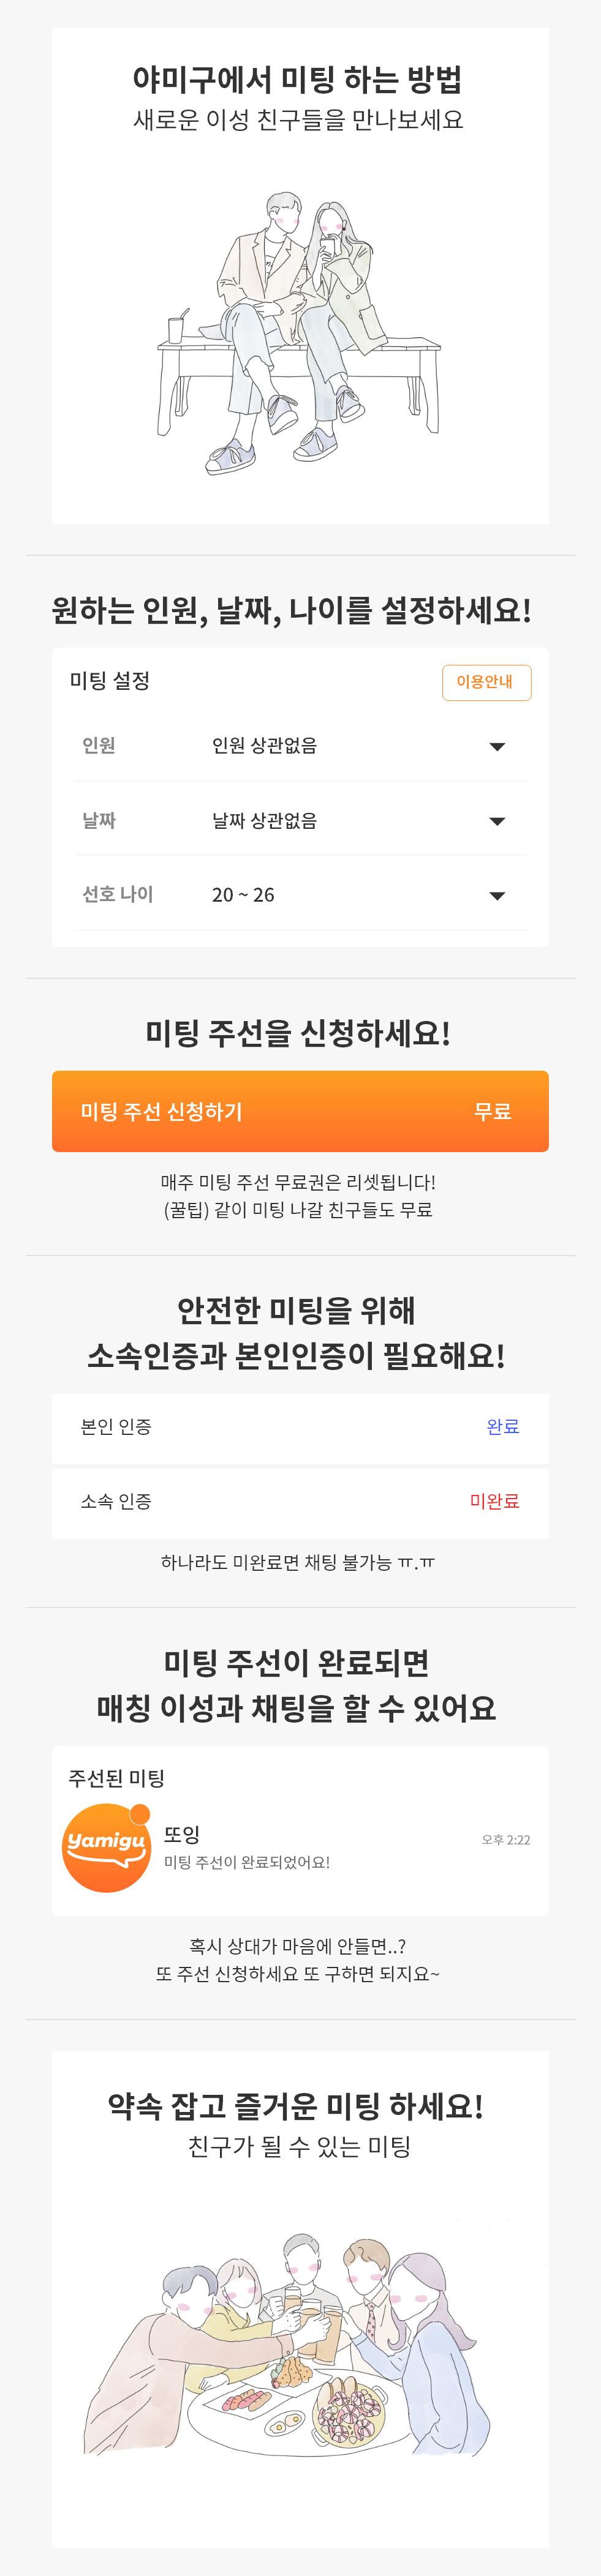 야미구에서 미팅 하는 방법
새로운 이성 친구들을 만나보세요
원하는 인원, 날짜, 나이를 설정하세요!
미팅 설정
이용안내
인원
인원 상관없음
날짜
날짜 상관없음
선호 나이
20 ~ 26
미팅 주선을 신청하세요!
미팅 주선 신청하기
무료
매주 미팅 주선 무료권은 리셋됩니다!
(꿀팁) 같이 미팅 나갈 친구들도 무료
안전한 미팅을 위해
소속인증과 본인인증이 필요해요!
본인 인증
완료
소속 인증
미완료
하나라도 미완료면 채팅 불가능 ㅠ.ㅠ
미팅 주선이 완료되면
매칭 이성과 채팅을 할 수 있어요
주선된 미팅
Yamigu
또잉
오후 2:22
미팅 주선이 완료되었어요!
혹시 상대가 마음에 안들면..?
또 주선 신청하세요 또 구하면 되지요~
약속 잡고 즐거운 미팅 하세요!
친구가 될 수 있는 미팅